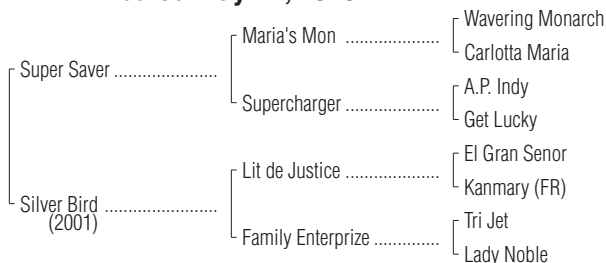 Wavering Monarch
Maria's Mon ..................
Carlotta Maria
Super Saver ....................
A.P. Indy
Supercharger ..................
Get Lucky
El Gran Senor
Lit de Justice ..................
Kanmary (FR)
Silver Bird ......................
(2001)
Tri Jet
Family Enterprize .............
Lady Noble